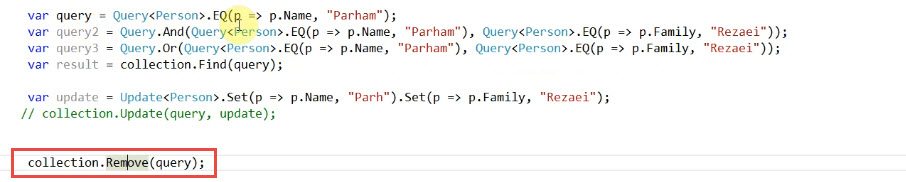 var query = Query<Person>.EQ(p => p.Name, "Parham");
var query2 = Query.And(Query<Person>.EQ(p => p.Name, "Parham"), Query<Person>.EQ(p => p.Family, "Rezaei"));
var query3 = Query.Or(Query<Person>.EQ(p => p.Name, "Parham"), Query<Person>.EQ(p => p.Family, "Rezaei"));
var result = collection.Find(query);
var update = Update<Person>.Set(p => p.Name, "Parh").Set(p => p.Family, "Rezaei");
// collection.Update(query, update);
collection.Remove(query);